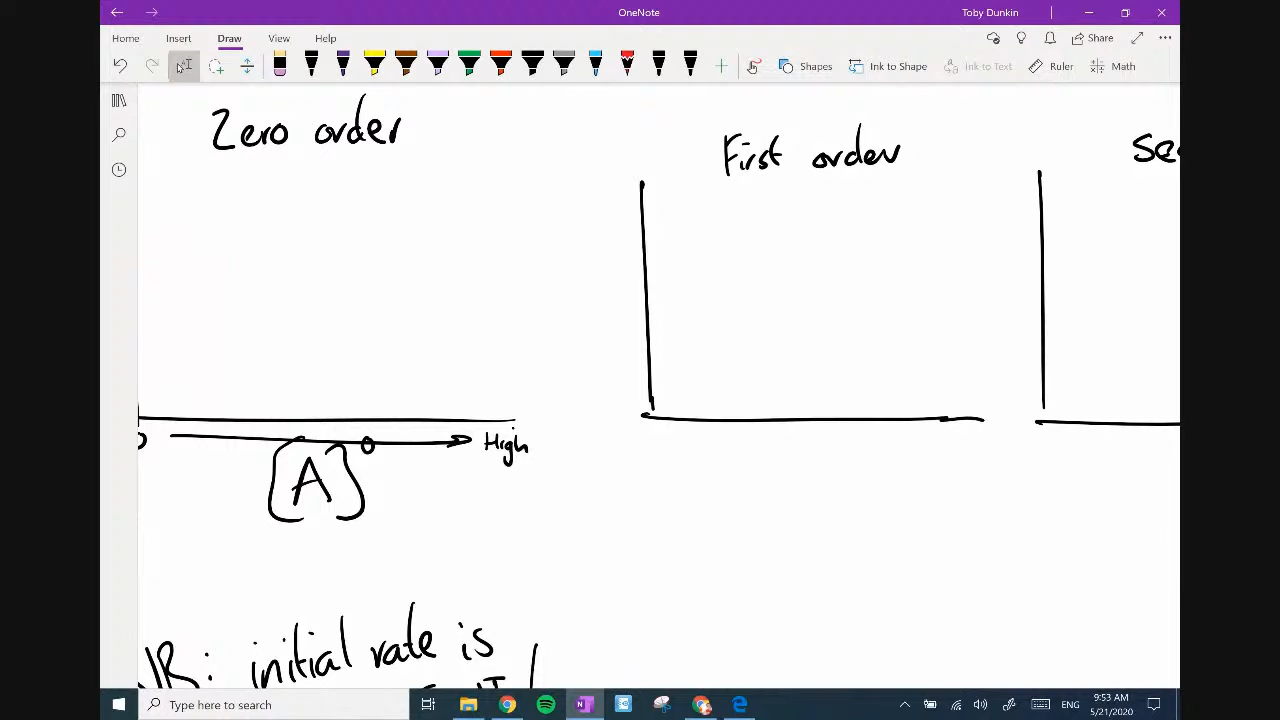 OneNote
Toby Dunkin
Home Insert Draw View Help
Share
Shapes Ink to Shape Ink to Text Ruler Math
Zero order
First order
High
[A]⁰
initial rate is
Type here to search
ENG
9:53 AM
5/21/2020